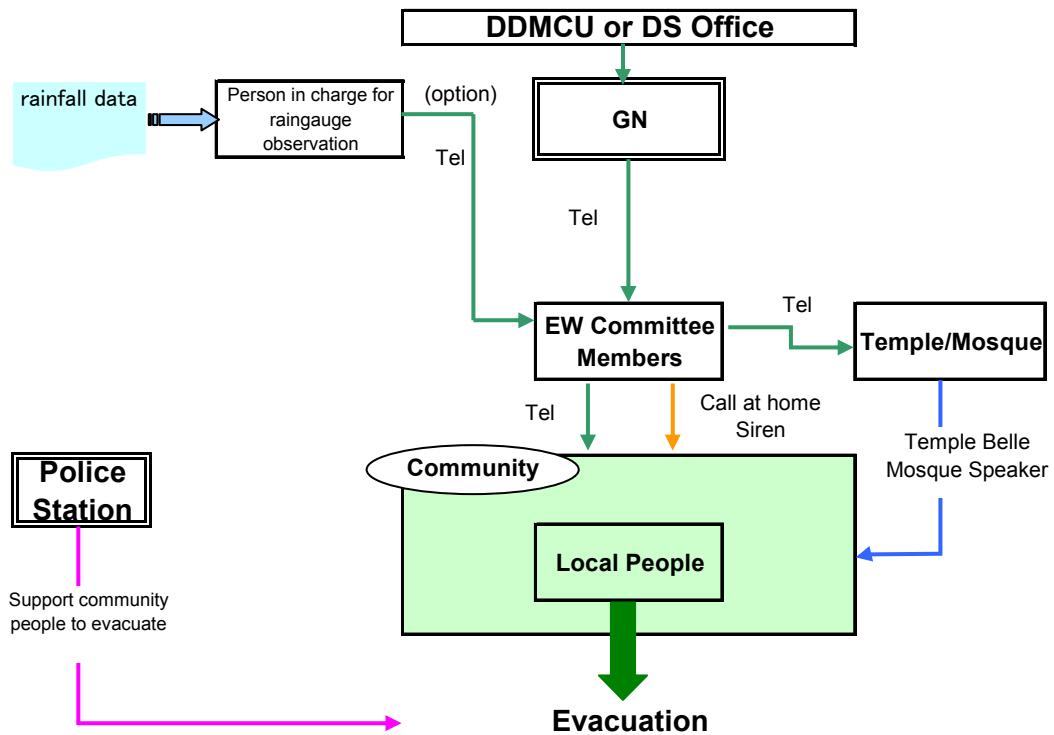 DDMCU or DS Office
rainfall data
Person in charge for
raingauge
observation
(option)
Tel
GN
Tel
EW Committee
Members
Tel
Temple/Mosque
Tel
Call at home
Siren
Temple Belle
Mosque Speaker
Community
Police
Station
Local People
Support community
people to evacuate
Evacuation